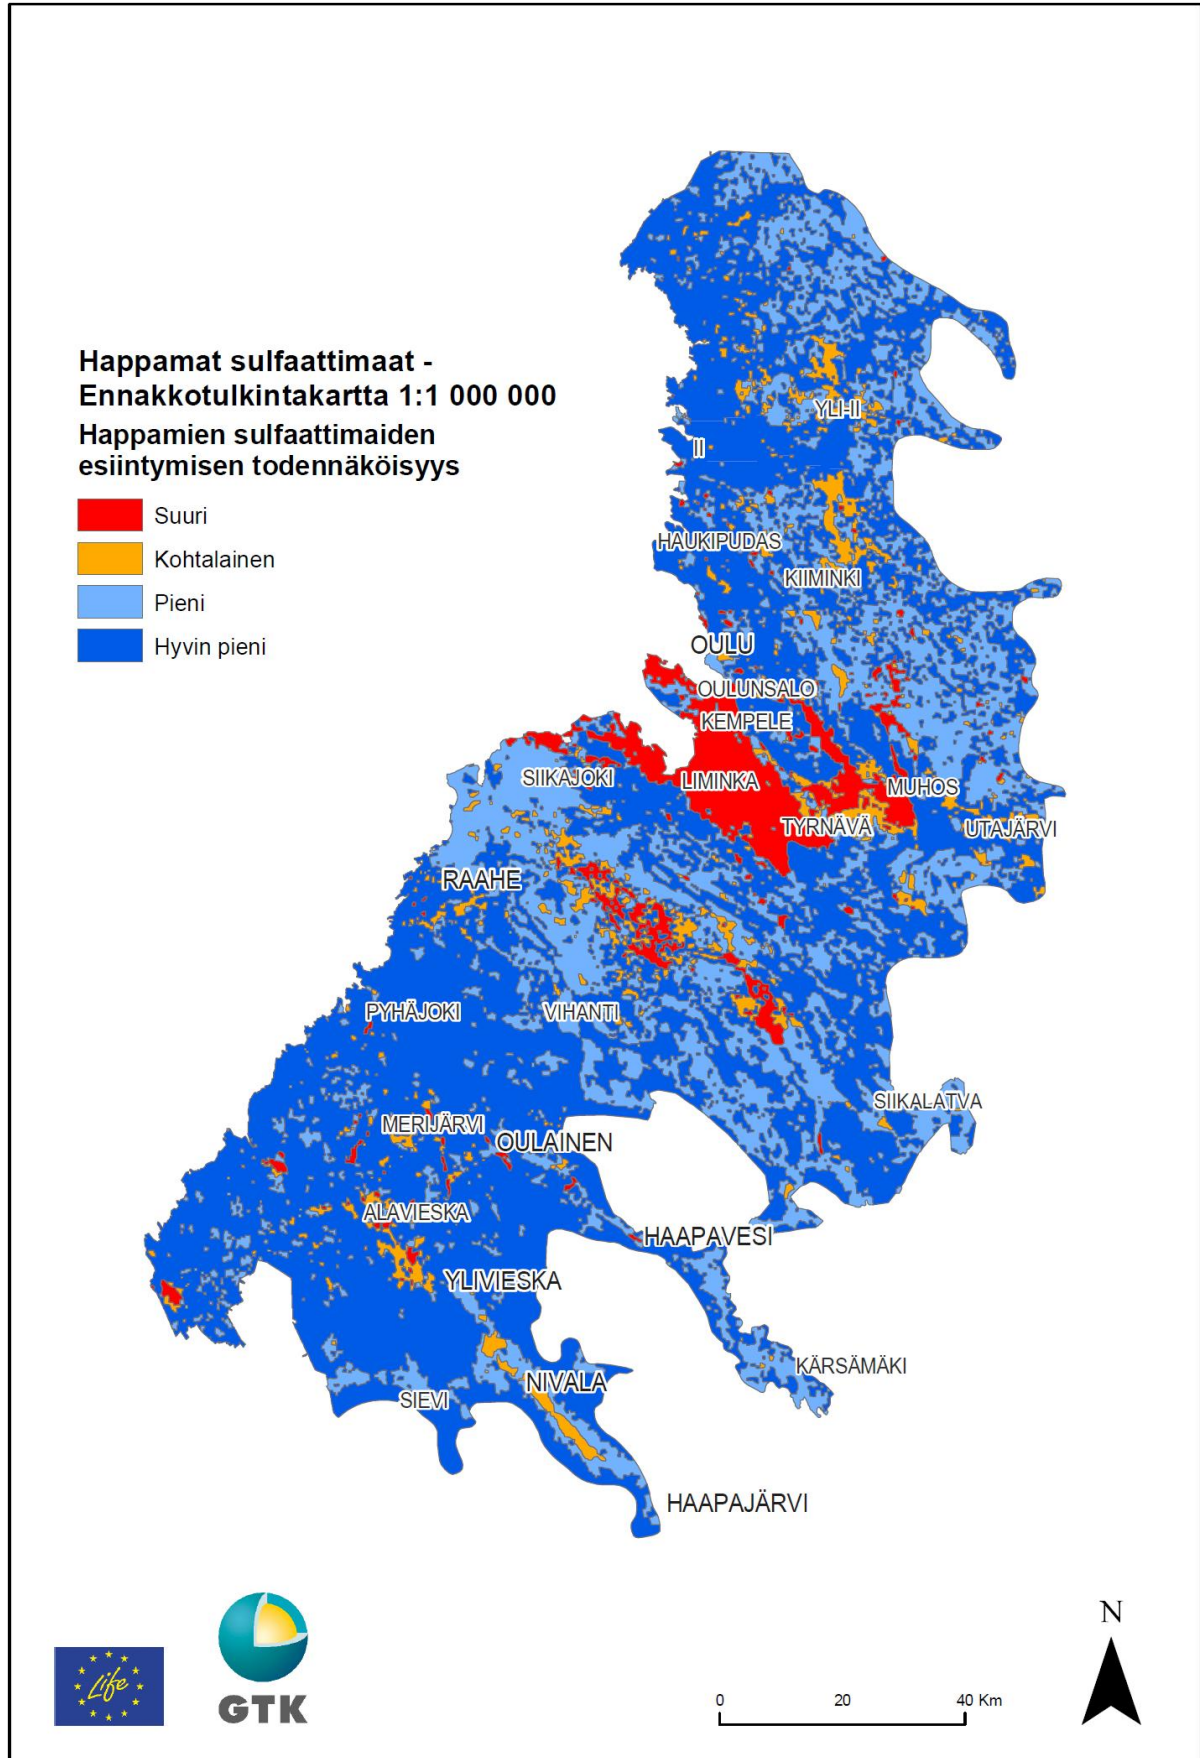 Happamat sulfaattimaat -
Ennakkotulkintakartta 1:1 000 000
Happamien sulfaattimaiden
esiintymisen todennäköisyys
Suuri
Kohtalainen
Pieni
Hyvin pieni
YLI-II
II
HAUKIPUDAS
KIIMINKI
OULU
OULUNSALO
KEMPELE
SIIKAJOKI
LIMINKA
MUHOS
TYRNÄVÄ
UTAJÄRVI
RAAHE
PYHÄJOKI
VIHANTI
SIIKALATVA
MERIJÄRVI
OULAINEN
ALAVIESKA
HAAPAVESI
YLIVIESKA
KÄRSÄMÄKI
NIVALA
SIEVI
HAAPAJÄRVI
Life
GTK
N
0 20 40 Km